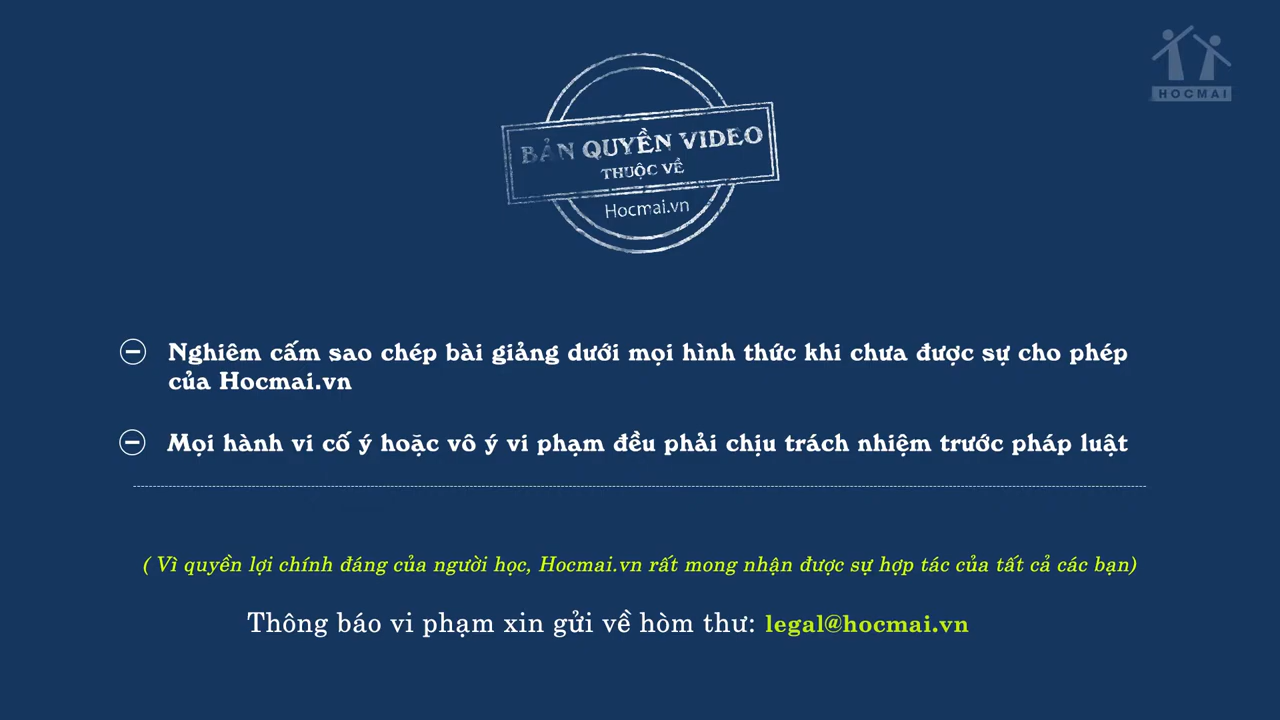 HOCMAI
BẢN QUYỀN VIDEO
THUỘC VỀ
Hocmai.vn
Nghiêm cấm sao chép bài giảng dưới mọi hình thức khi chưa được sự cho phép
của Hocmai.vn
Mọi hành vi cố ý hoặc vô ý vi phạm đều phải chịu trách nhiệm trước pháp luật
( Vì quyền lợi chính đáng của người học, Hocmai.vn rất mong nhận được sự hợp tác của tất cả các bạn)
Thông báo vi phạm xin gửi về hòm thư: legal@hocmai.vn